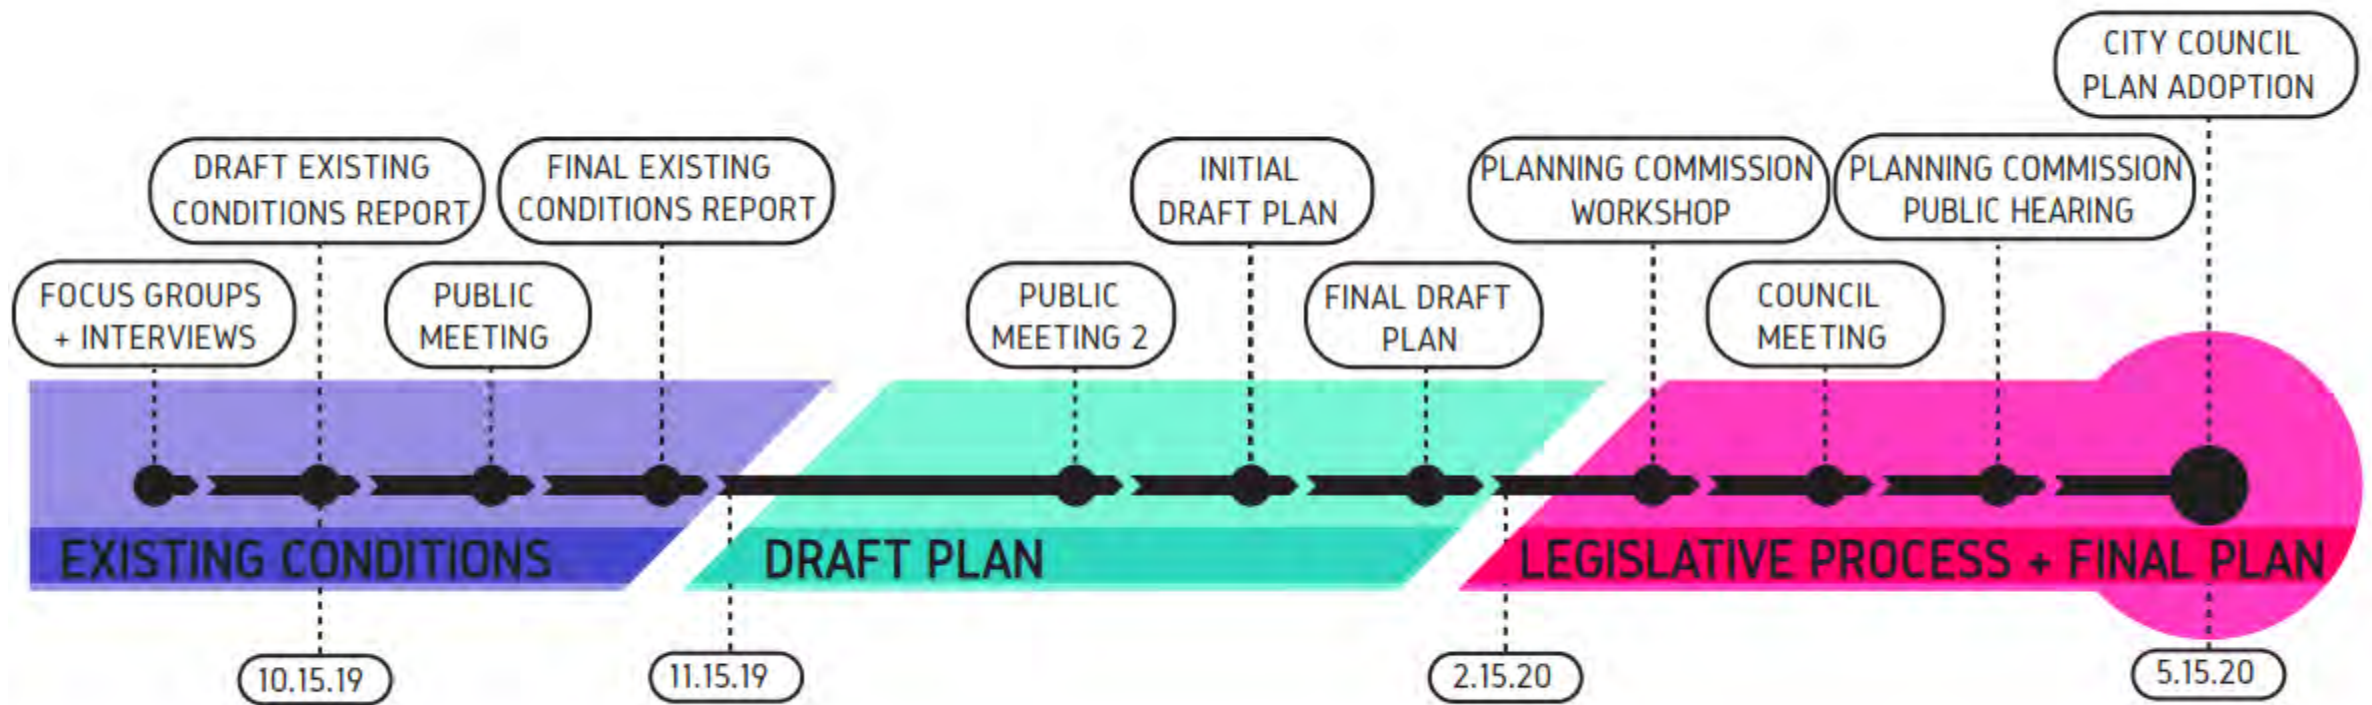 CITY COUNCIL
PLAN ADOPTION
DRAFT EXISTING
CONDITIONS REPORT
FINAL EXISTING
CONDITIONS REPORT
INITIAL
DRAFT PLAN
PLANNING COMMISSION
WORKSHOP
PLANNING COMMISSION
PUBLIC HEARING
FOCUS GROUPS
+ INTERVIEWS
PUBLIC
MEETING
PUBLIC
MEETING 2
FINAL DRAFT
PLAN
COUNCIL
MEETING
EXISTING CONDITIONS
DRAFT PLAN
LEGISLATIVE PROCESS + FINAL PLAN
10.15.19
11.15.19
2.15.20
5.15.20